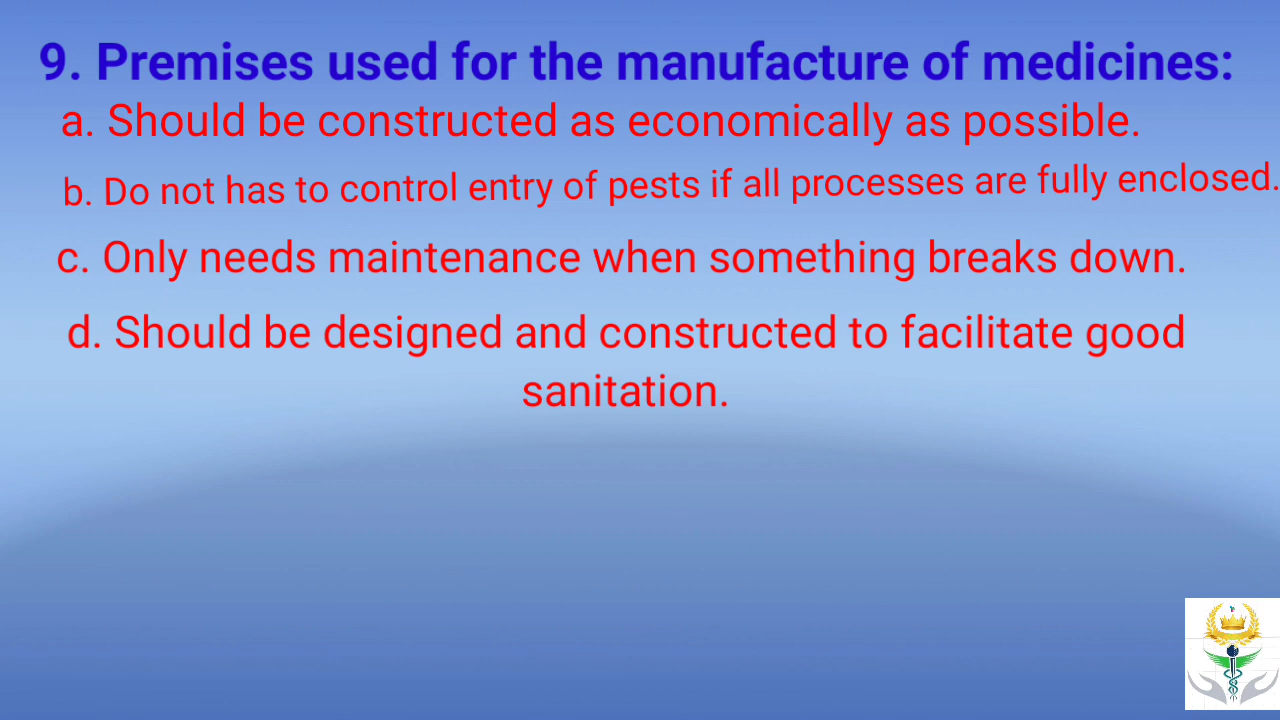 9. Premises used for the manufacture of medicines:
a. Should be constructed as economically as possible.
b. Do not has to control entry of pests if all processes are fully enclosed.
c. Only needs maintenance when something breaks down.
d. Should be designed and constructed to facilitate good
sanitation.